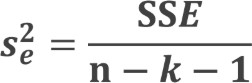 s_e^2 = SSE / (n − k − 1)